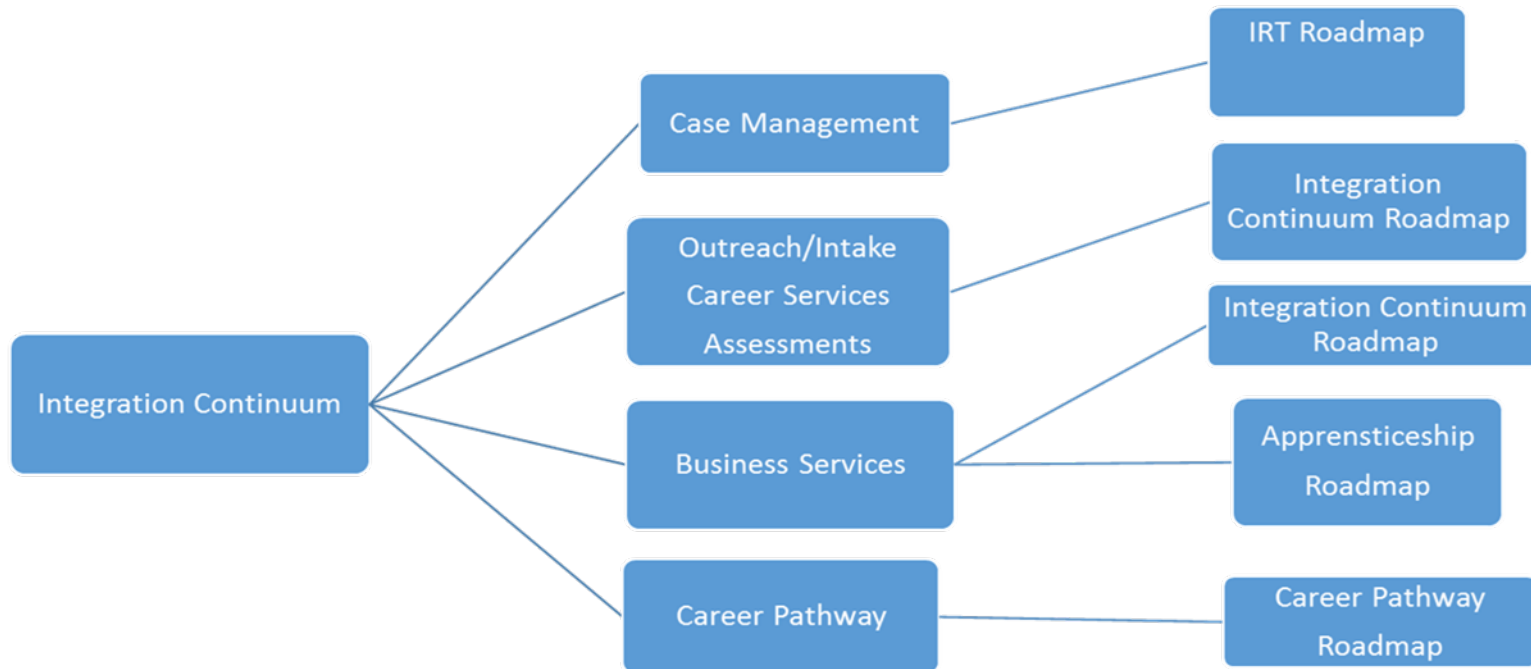 Integration Continuum
Case Management
Outreach/Intake
Career Services
Assessments
Business Services
Career Pathway
IRT Roadmap
Integration
Continuum Roadmap
Integration Continuum
Roadmap
Apprensticeship
Roadmap
Career Pathway
Roadmap